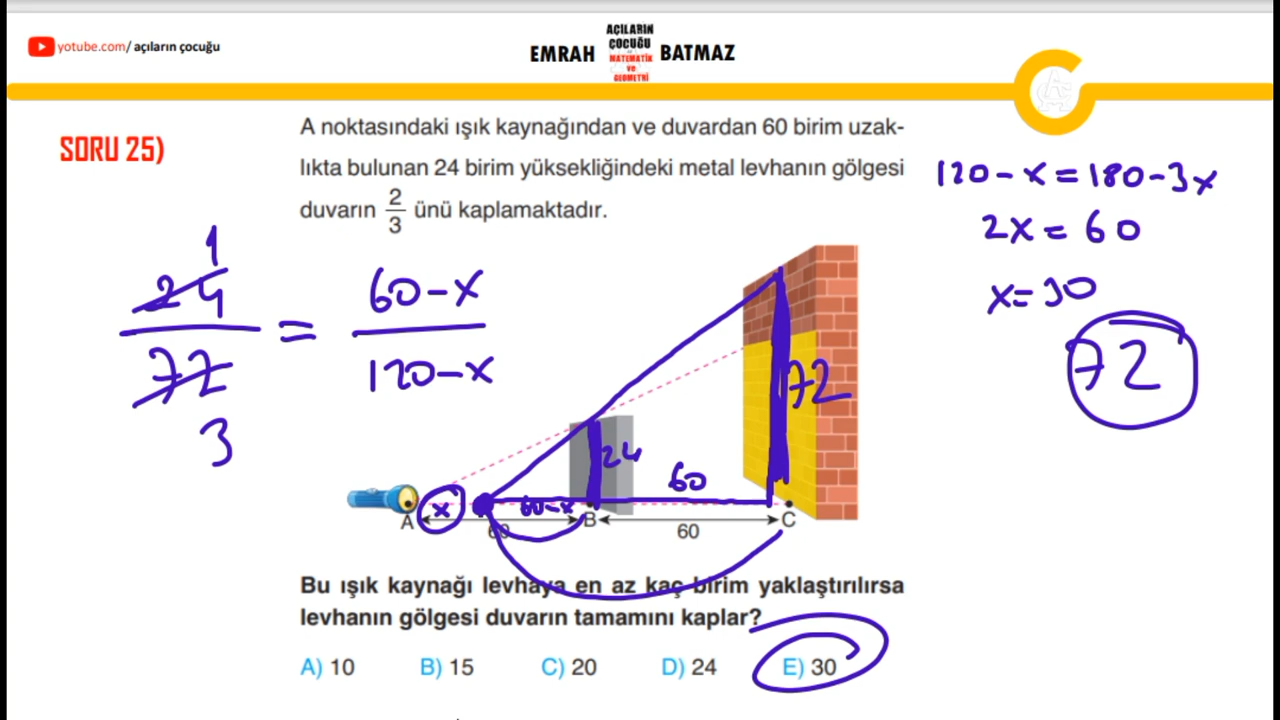 yotube.com/ açıların çocuğu
EMRAH
AÇILARIN
ÇOCUĞU
MATEMATİK
ve
GEOMETRİ
BATMAZ
SORU 25)
A noktasındaki ışık kaynağından ve duvardan 60 birim uzak-
lıkta bulunan 24 birim yüksekliğindeki metal levhanın gölgesi
duvarın 2/3 ünü kaplamaktadır.
120-x=180-3x
2x=60
x=30
72
1
24/72 = 60-x/120-x
3
72
24
60
x
60-x
A
B
C
60
60
Bu ışık kaynağı levhaya en az kaç birim yaklaştırılırsa
levhanın gölgesi duvarın tamamını kaplar?
A) 10 B) 15 C) 20 D) 24 E) 30